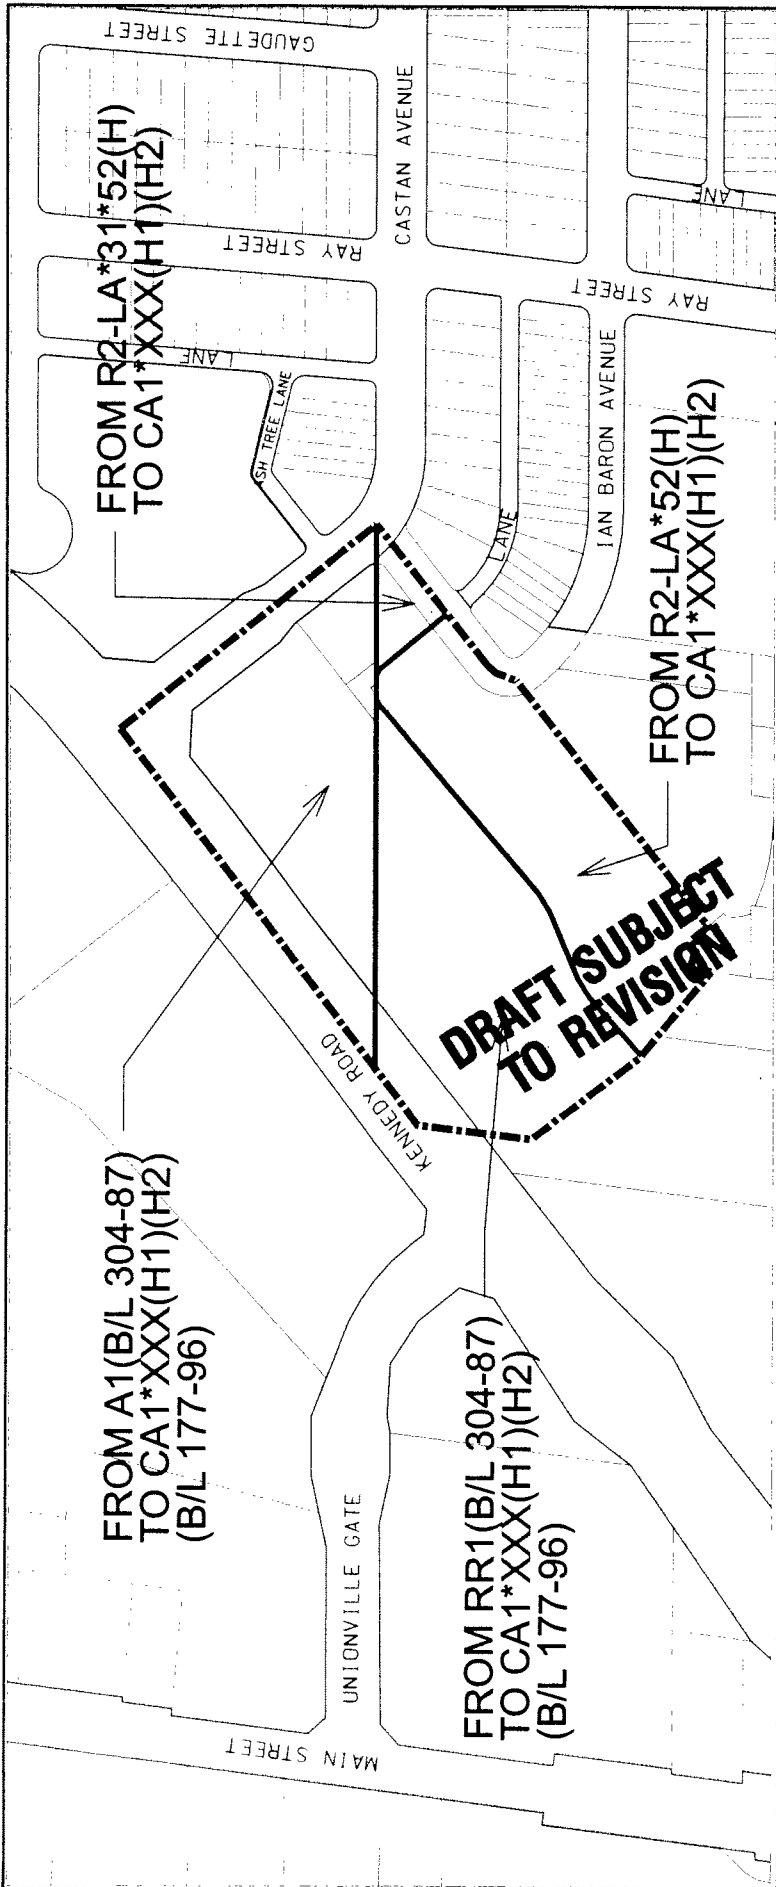 FROM A1(B/L 304-87)
TO CA1*XXX(H1)(H2)
(B/L 177-96)
FROM R2-LA*31*52(H)
TO CA1*XXX(H1)(H2)
FROM RR1(B/L 304-87)
TO CA1*XXX(H1)(H2)
(B/L 177-96)
FROM R2-LA*52(H)
TO CA1*XXX(H1)(H2)
DRAFT SUBJECT
TO REVISION
MAIN STREET
UNIONVILLE GATE
KENNEDY ROAD
SH TREE LANE
LANE
RAY STREET
GAUDETTE STREET
CASTAN AVENUE
LANE
IAN BARON AVENUE
RAY STREET
LANE